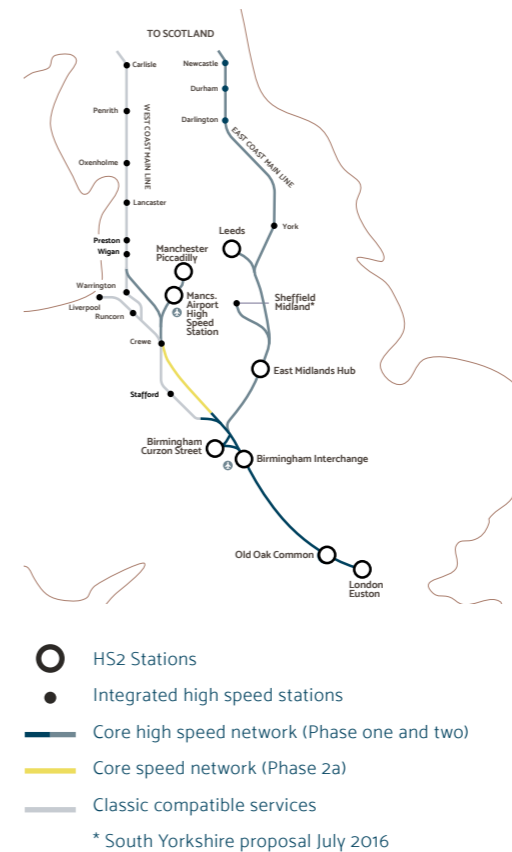 TO SCOTLAND
Carlisle
Newcastle
Durham
Penrith
Darlington
WEST COAST MAIN LINE
EAST COAST MAIN LINE
Oxenholme
Lancaster
York
Leeds
Preston
Wigan
Manchester
Piccadilly
Warrington
Liverpool
Runcorn
Mancs.
Airport
High
Speed
Station
Sheffield
Midland*
Crewe
East Midlands Hub
Stafford
Birmingham
Curzon Street
Birmingham Interchange
Old Oak Common
London
Euston
HS2 Stations
Integrated high speed stations
Core high speed network (Phase one and two)
Core speed network (Phase 2a)
Classic compatible services
* South Yorkshire proposal July 2016